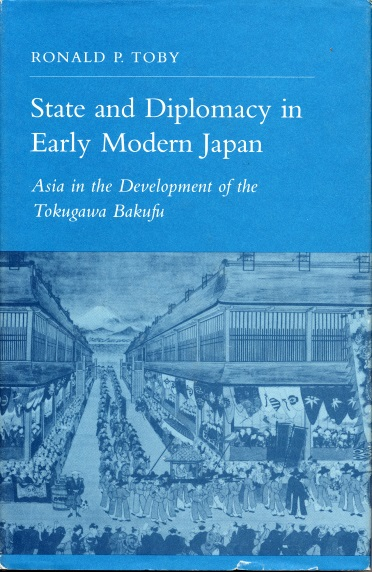 RONALD P. TOBY
State and Diplomacy in
Early Modern Japan
Asia in the Development of the
Tokugawa Bakufu